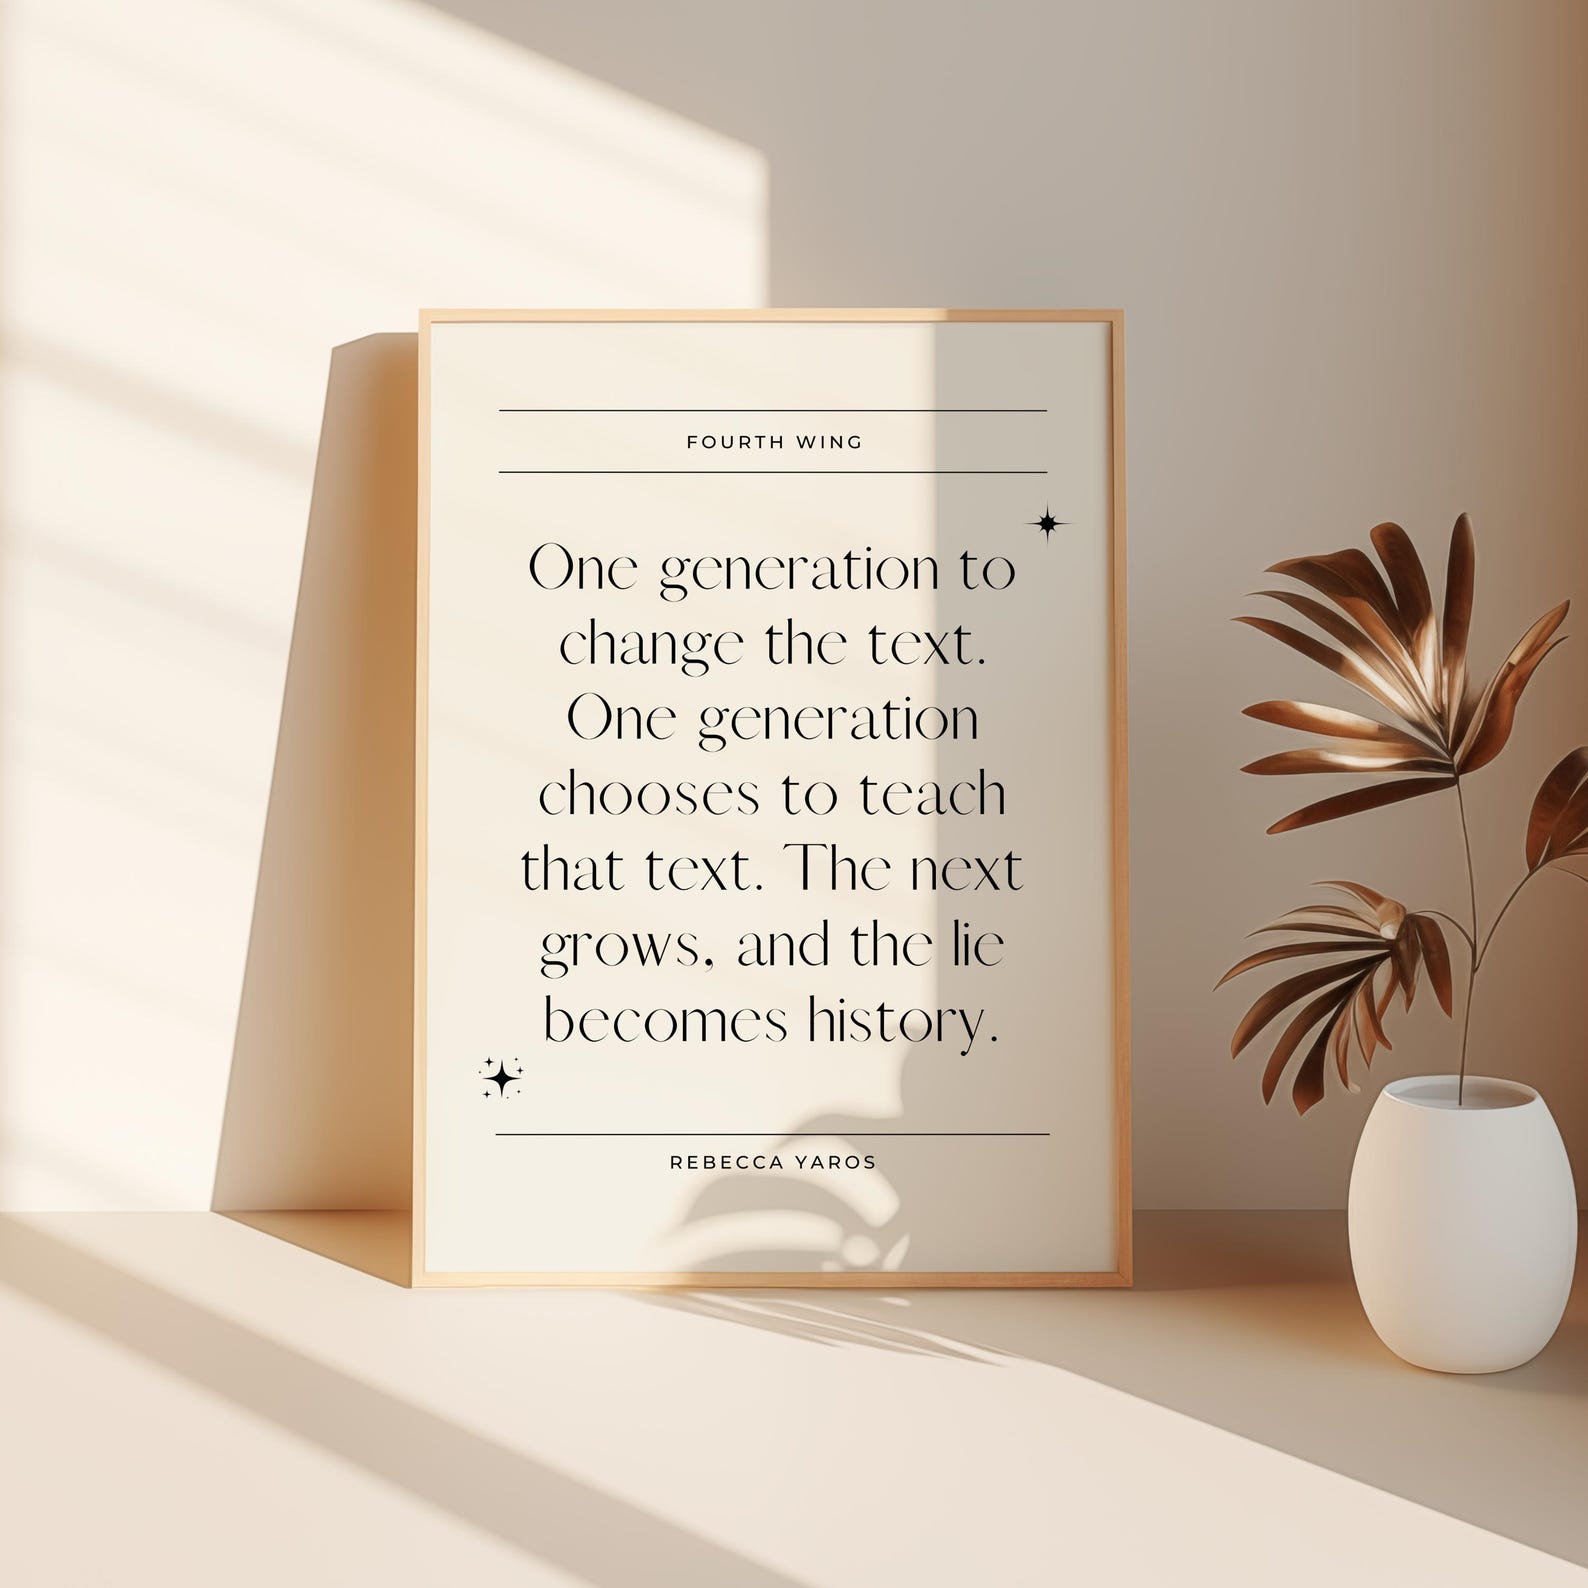 FOURTH WING
One generation to
change the text.
One generation
chooses to teach
that text. The next
grows, and the lie
becomes history.
REBECCA YAROS